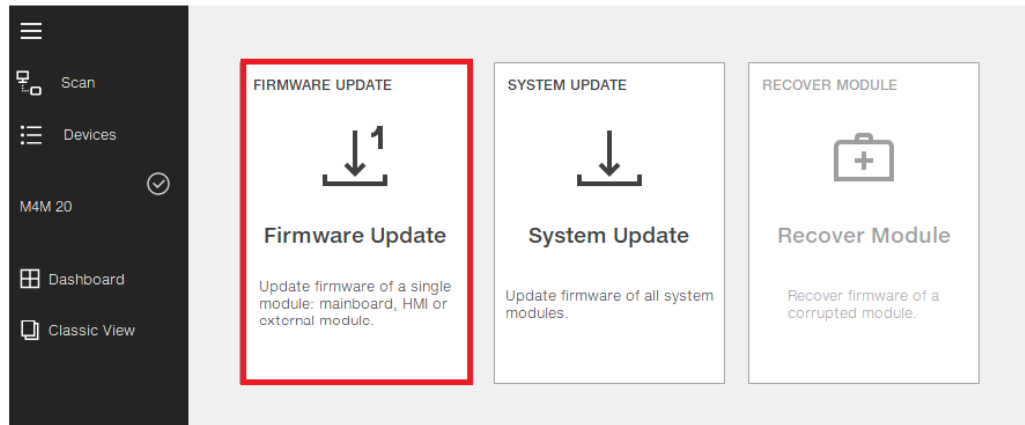 Scan
Devices
M4M 20
Dashboard
Classic View
FIRMWARE UPDATE
1
Firmware Update
Update firmware of a single
module: mainboard, HMI or
external module.
SYSTEM UPDATE
System Update
Update firmware of all system
modules.
RECOVER MODULE
Recover Module
Recover firmware of a
corrupted module.